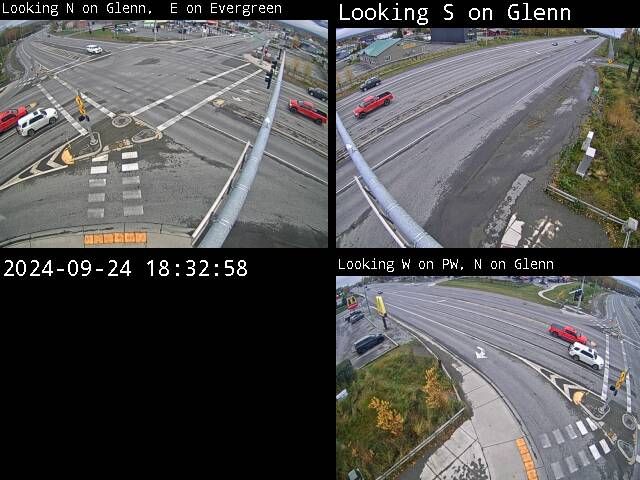 Looking N on Glenn,  E on Evergreen
Looking S on Glenn
2024-09-24 18:32:58
Looking W on PW, N on Glenn